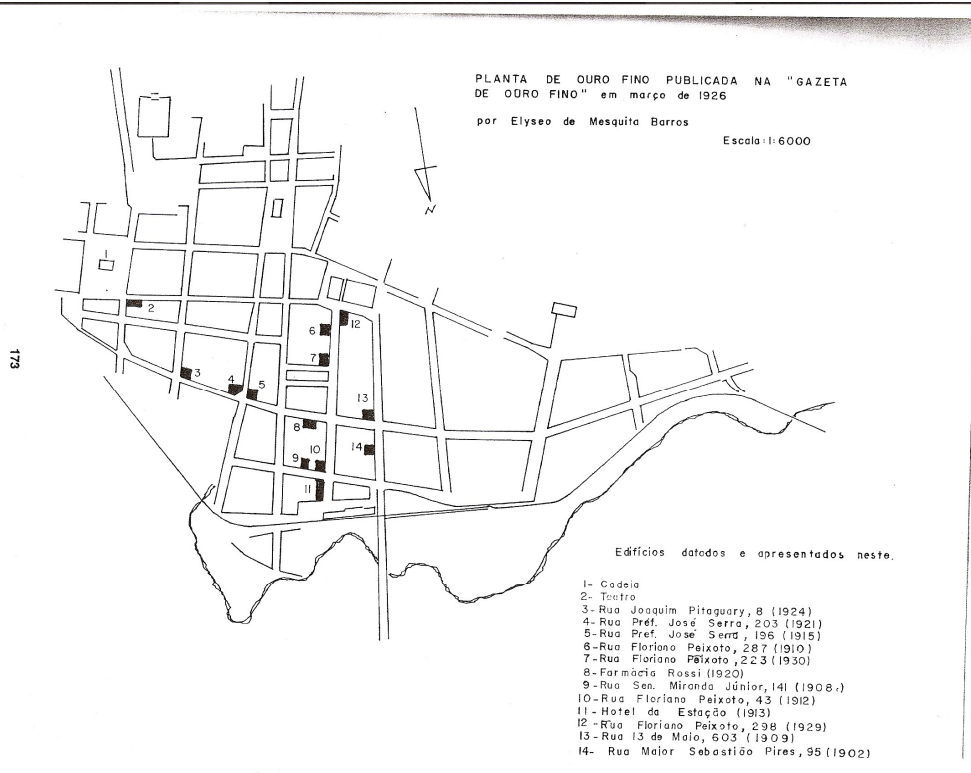 PLANTA DE OURO FINO PUBLICADA NA "GAZETA
DE OURO FINO" em março de 1926
por Elyseo de Mesquita Barros
Escala:1:6000
N
1
2
3
4
5
6
7
8
9
10
11
12
13
14
173
Edifícios datados e apresentados neste.
1- Cadeia
2- Teatro
3-Rua Joaquim Pitaguary, 8 (1924)
4-Rua Préf. José Serra, 203 (1921)
5-Rua Pref. José Serra, 196 (1915)
6-Rua Floriano Peixoto, 287 (1910)
7-Rua Floriano Peixoto, 223 (1930)
8-Farmàcia Rossi (1920)
9-Rua Sen. Miranda Júnior, 141 (1908,)
10-Rua Floriano Peixoto, 43 (1912)
11-Hotel da Estação (1913)
12-Rua Floriano Peixoto, 298 (1929)
13-Rua 13 de Maio, 603 (1909)
14- Rua Major Sebastião Pires, 95 (1902)